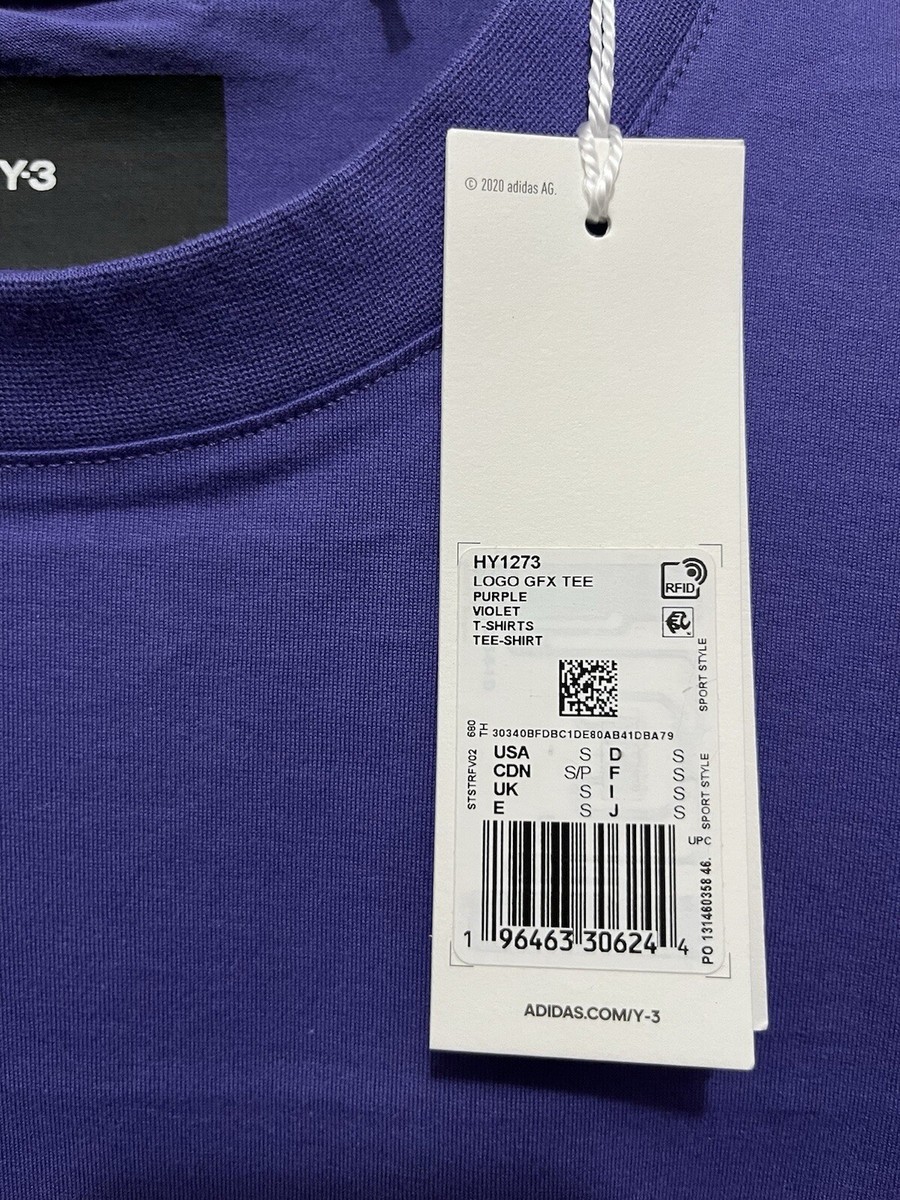 Y-3
© 2020 adidas AG.
HY1273
LOGO GFX TEE
PURPLE
VIOLET
T-SHIRTS
TEE-SHIRT
RFID
SPORT STYLE
680
TH
30340BFDBC1DE80AB41DBA79
STSTRFV02
USA S D S
CDN S/P F S
UK S I S
E S J S
SPORT STYLE
UPC
PO 131460358 46.
1 96463 30624 4
ADIDAS.COM/Y-3